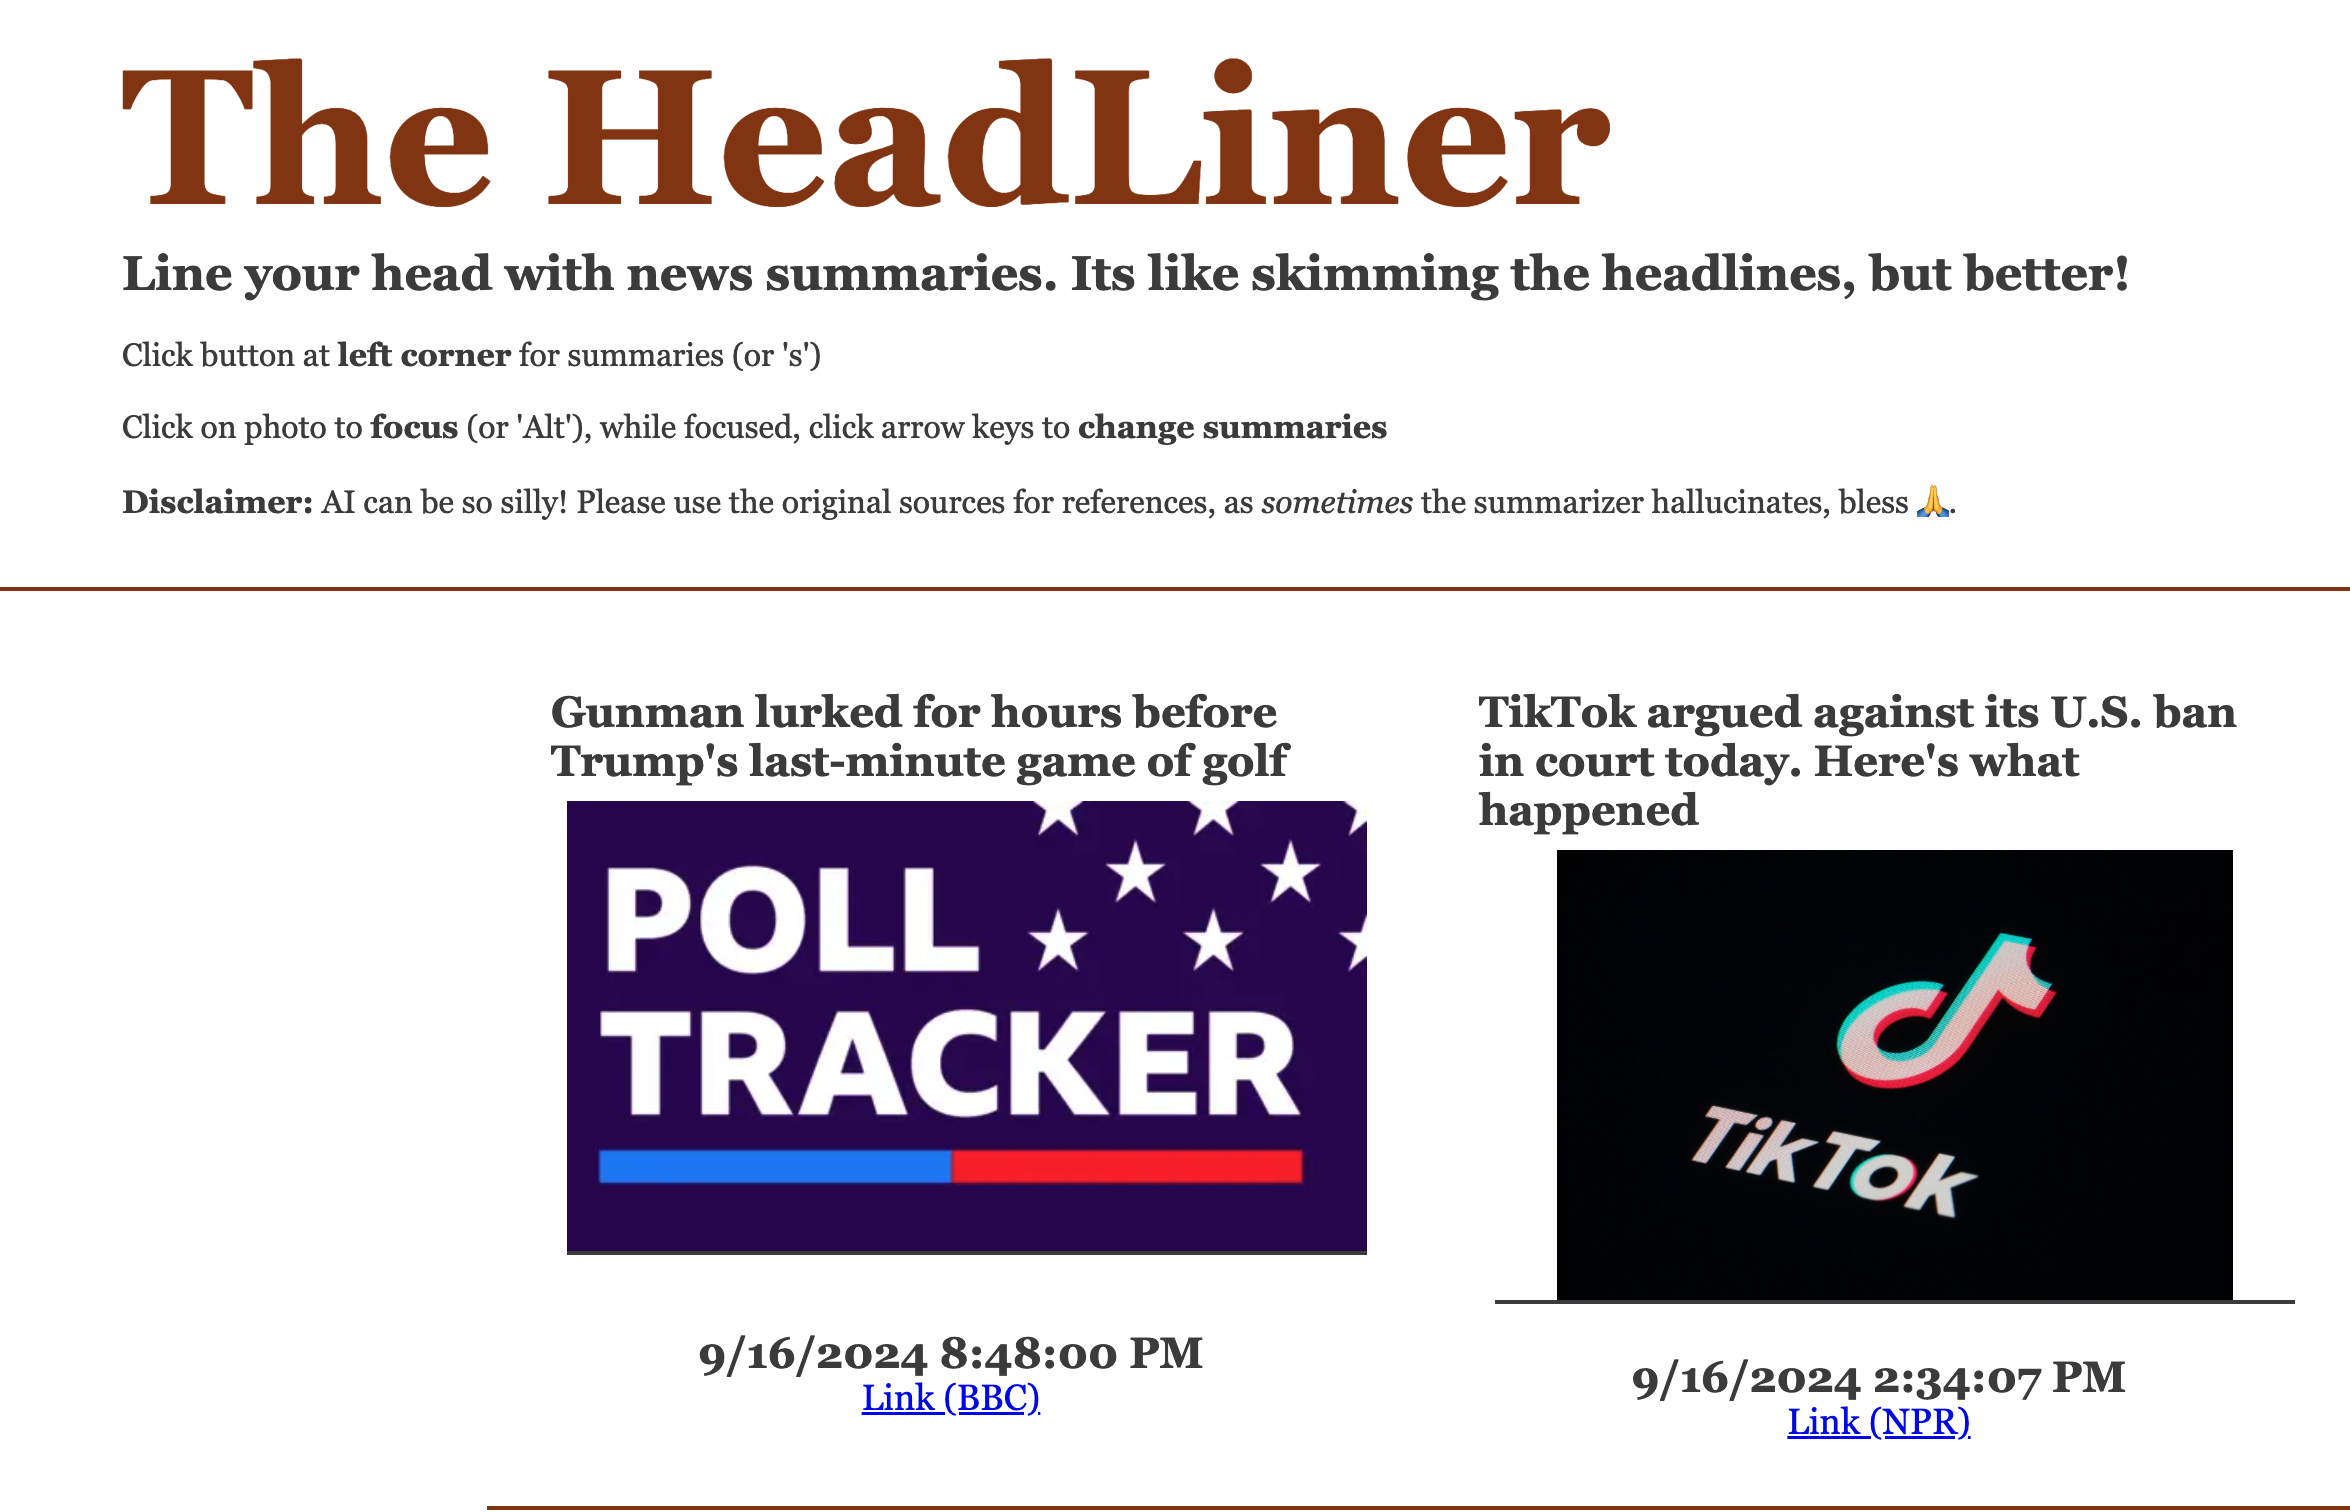 The HeadLiner
Line your head with news summaries. Its like skimming the headlines, but better!
Click button at left corner for summaries (or 's')
Click on photo to focus (or 'Alt'), while focused, click arrow keys to change summaries
Disclaimer: AI can be so silly! Please use the original sources for references, as sometimes the summarizer hallucinates, bless 🙏.
Gunman lurked for hours before
Trump's last-minute game of golf
POLL
TRACKER
9/16/2024 8:48:00 PM
Link (BBC)
TikTok argued against its U.S. ban
in court today. Here's what
happened
TikTok
9/16/2024 2:34:07 PM
Link (NPR)